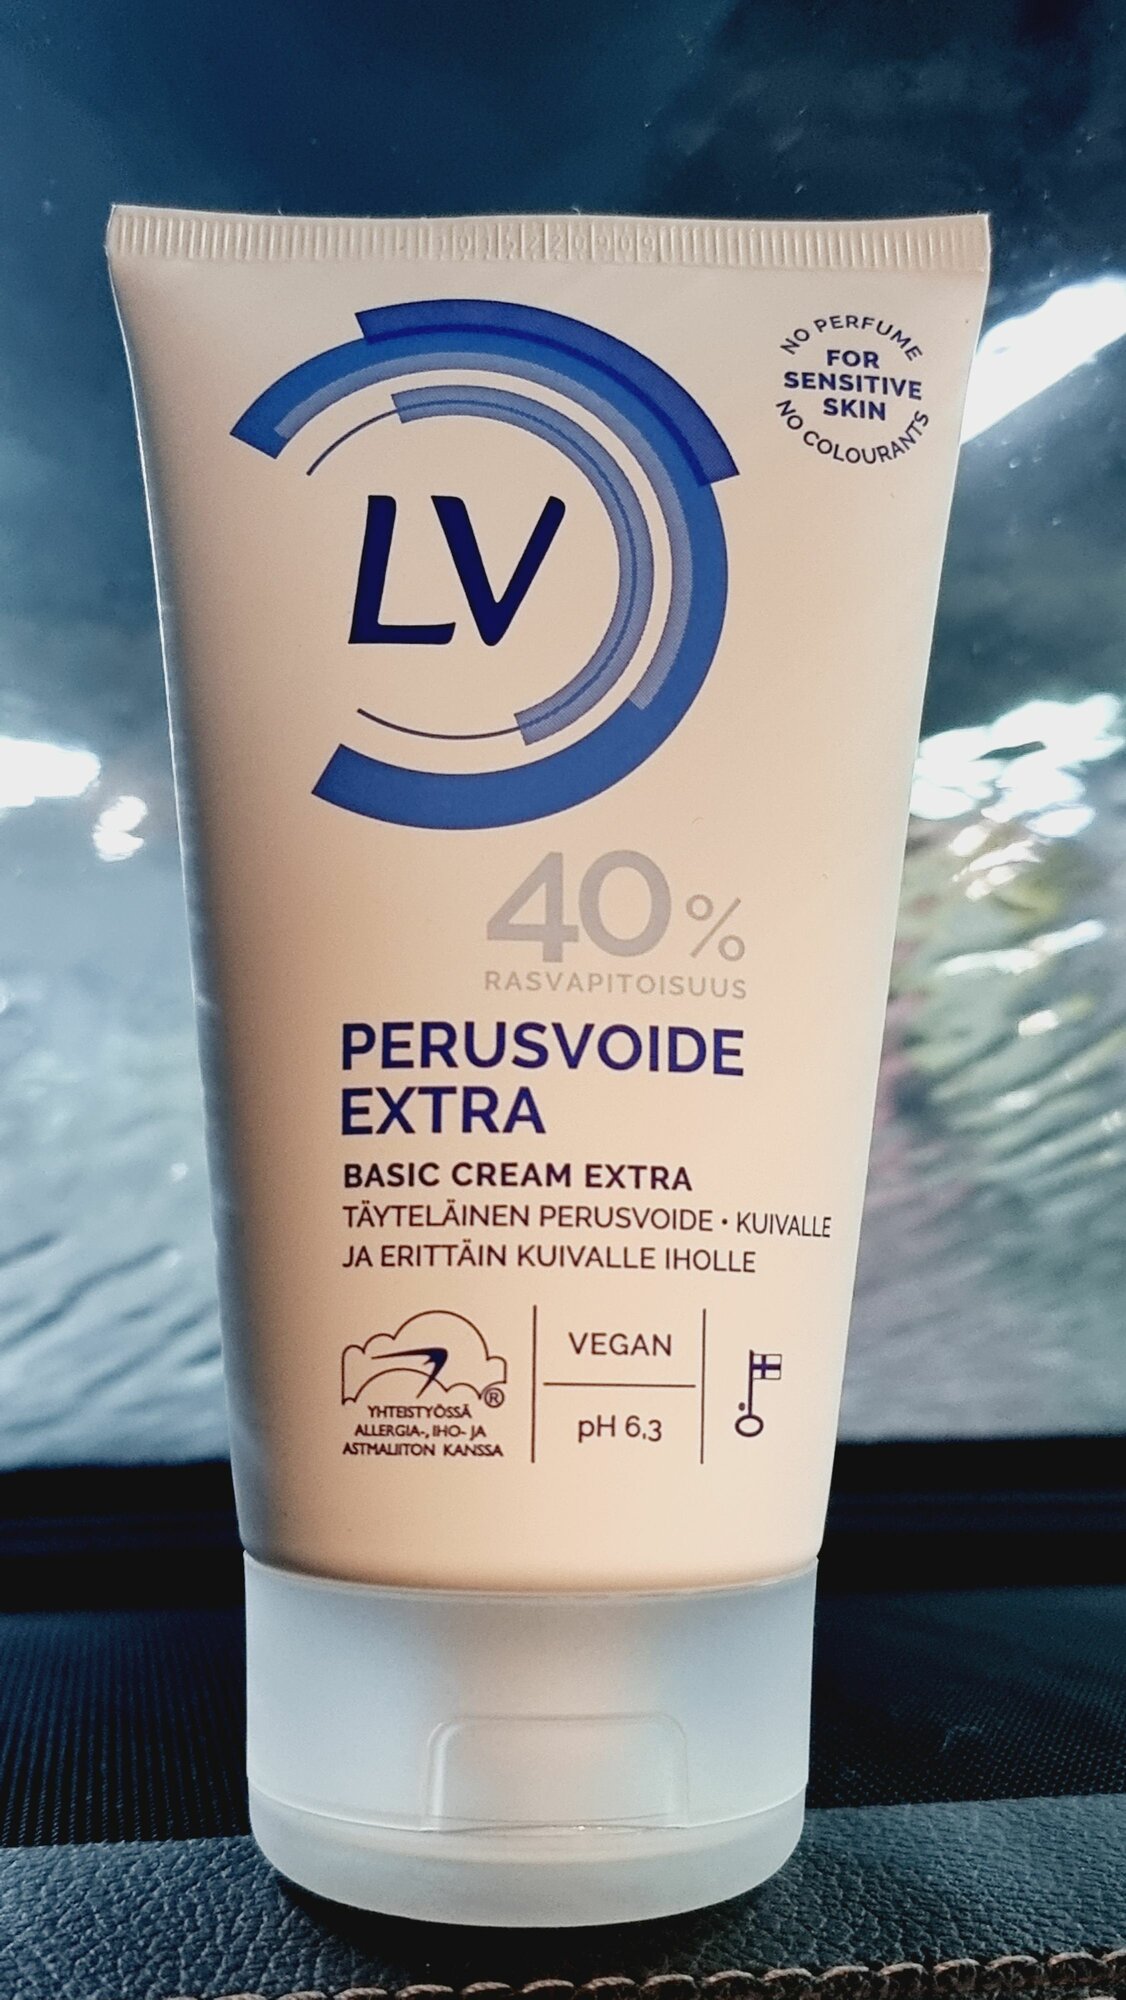 1015220909
NO PERFUME
FOR
SENSITIVE
SKIN
NO COLOURANTS
LV
40%
RASVAPITOISUUS
PERUSVOIDE
EXTRA
BASIC CREAM EXTRA
TÄYTELÄINEN PERUSVOIDE • KUIVALLE
JA ERITTÄIN KUIVALLE IHOLLE
YHTEISTYÖSSÄ
ALLERGIA-, IHO- JA
ASTMALIITON KANSSA
®
VEGAN
pH 6,3